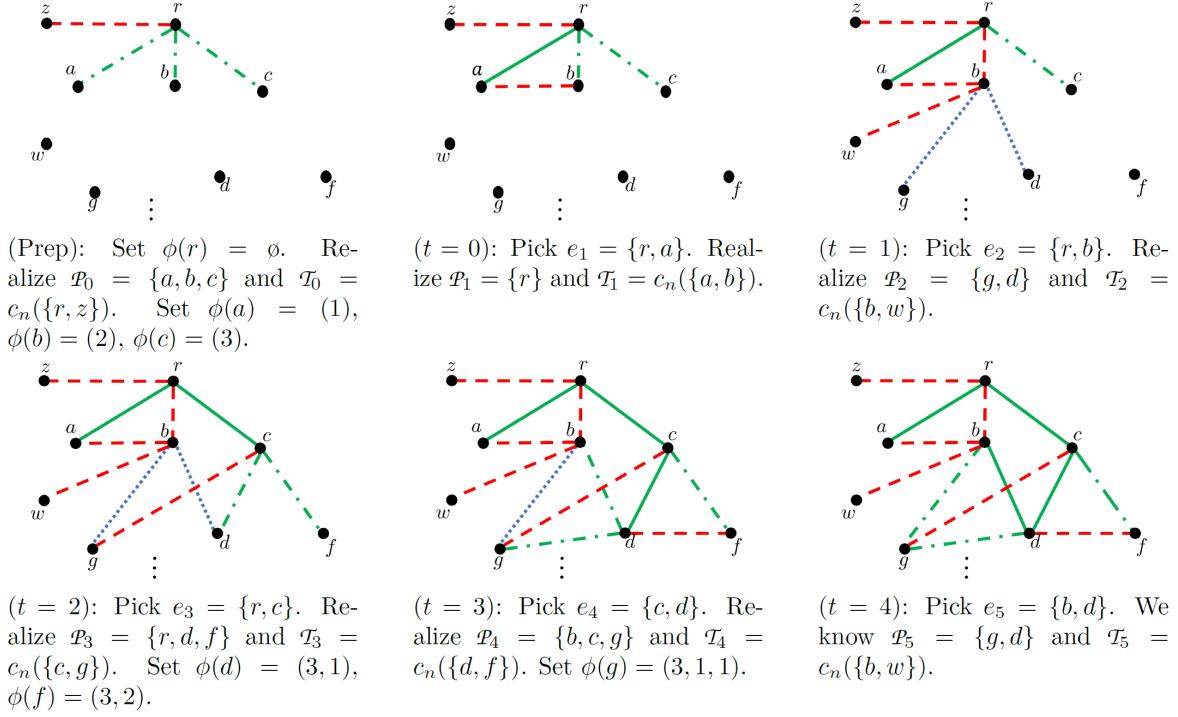 z r
a b c
w
g d f
⋮
(Prep): Set ϕ(r) = ø. Re-
alize 𝒫₀ = {a, b, c} and 𝒯₀ =
cₙ({r, z}). Set ϕ(a) = (1),
ϕ(b) = (2), ϕ(c) = (3).
z r
a b c
w
g d f
⋮
(t = 0): Pick e₁ = {r, a}. Real-
ize 𝒫₁ = {r} and 𝒯₁ = cₙ({a, b}).
z r
a b c
w
g d f
⋮
(t = 1): Pick e₂ = {r, b}. Re-
alize 𝒫₂ = {g, d} and 𝒯₂ =
cₙ({b, w}).
z r
a b c
w
g d f
⋮
(t = 2): Pick e₃ = {r, c}. Re-
alize 𝒫₃ = {r, d, f} and 𝒯₃ =
cₙ({c, g}). Set ϕ(d) = (3, 1),
ϕ(f) = (3, 2).
z r
a b c
w
g d f
⋮
(t = 3): Pick e₄ = {c, d}. Re-
alize 𝒫₄ = {b, c, g} and 𝒯₄ =
cₙ({d, f}). Set ϕ(g) = (3, 1, 1).
z r
a b c
w
g d f
⋮
(t = 4): Pick e₅ = {b, d}. We
know 𝒫₅ = {g, d} and 𝒯₅ =
cₙ({b, w}).